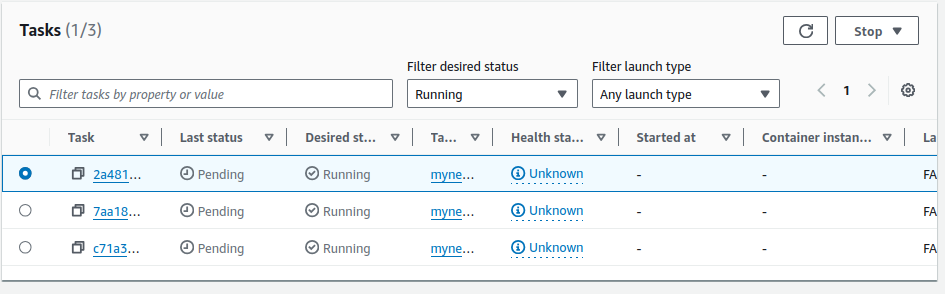 Tasks (1/3)
Stop
Filter desired status
Filter launch type
Filter tasks by property or value
Running
Any launch type
1
Task Last status Desired st... Ta... Health sta... Started at Container instan... La
2a481... Pending Running myne... Unknown - - FA
7aa18... Pending Running myne... Unknown - - FA
c71a3... Pending Running myne... Unknown - - FA